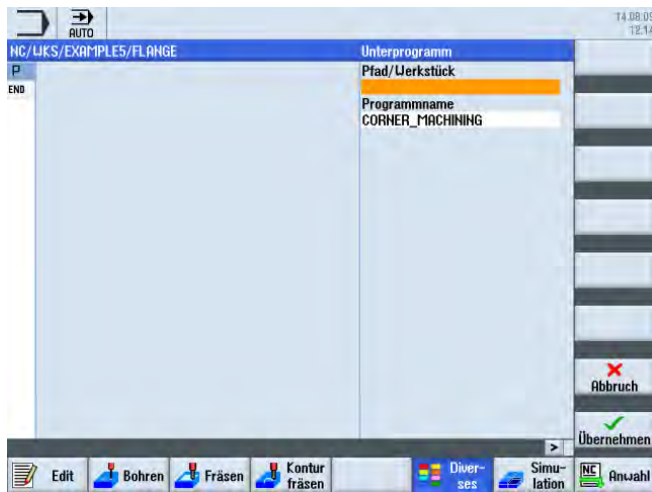 14.08.09
12.14
AUTO
NC/WKS/EXAMPLE5/FLANGE
Unterprogramm
P
END
Pfad/Werkstück
Programmname
CORNER_MACHINING
Abbruch
Übernehmen
>
Edit
Bohren
Fräsen
Kontur
fräsen
Diver-
ses
Simu-
lation
NC
Anwahl